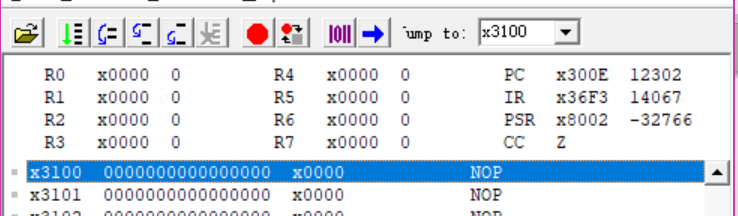 Jump to: x3100
R0 x0000 0 R4 x0000 0 PC x300E 12302
R1 x0000 0 R5 x0000 0 IR x36F3 14067
R2 x0000 0 R6 x0000 0 PSR x8002 -32766
R3 x0000 0 R7 x0000 0 CC Z
x3100 0000000000000000 x0000 NOP
x3101 0000000000000000 x0000 NOP